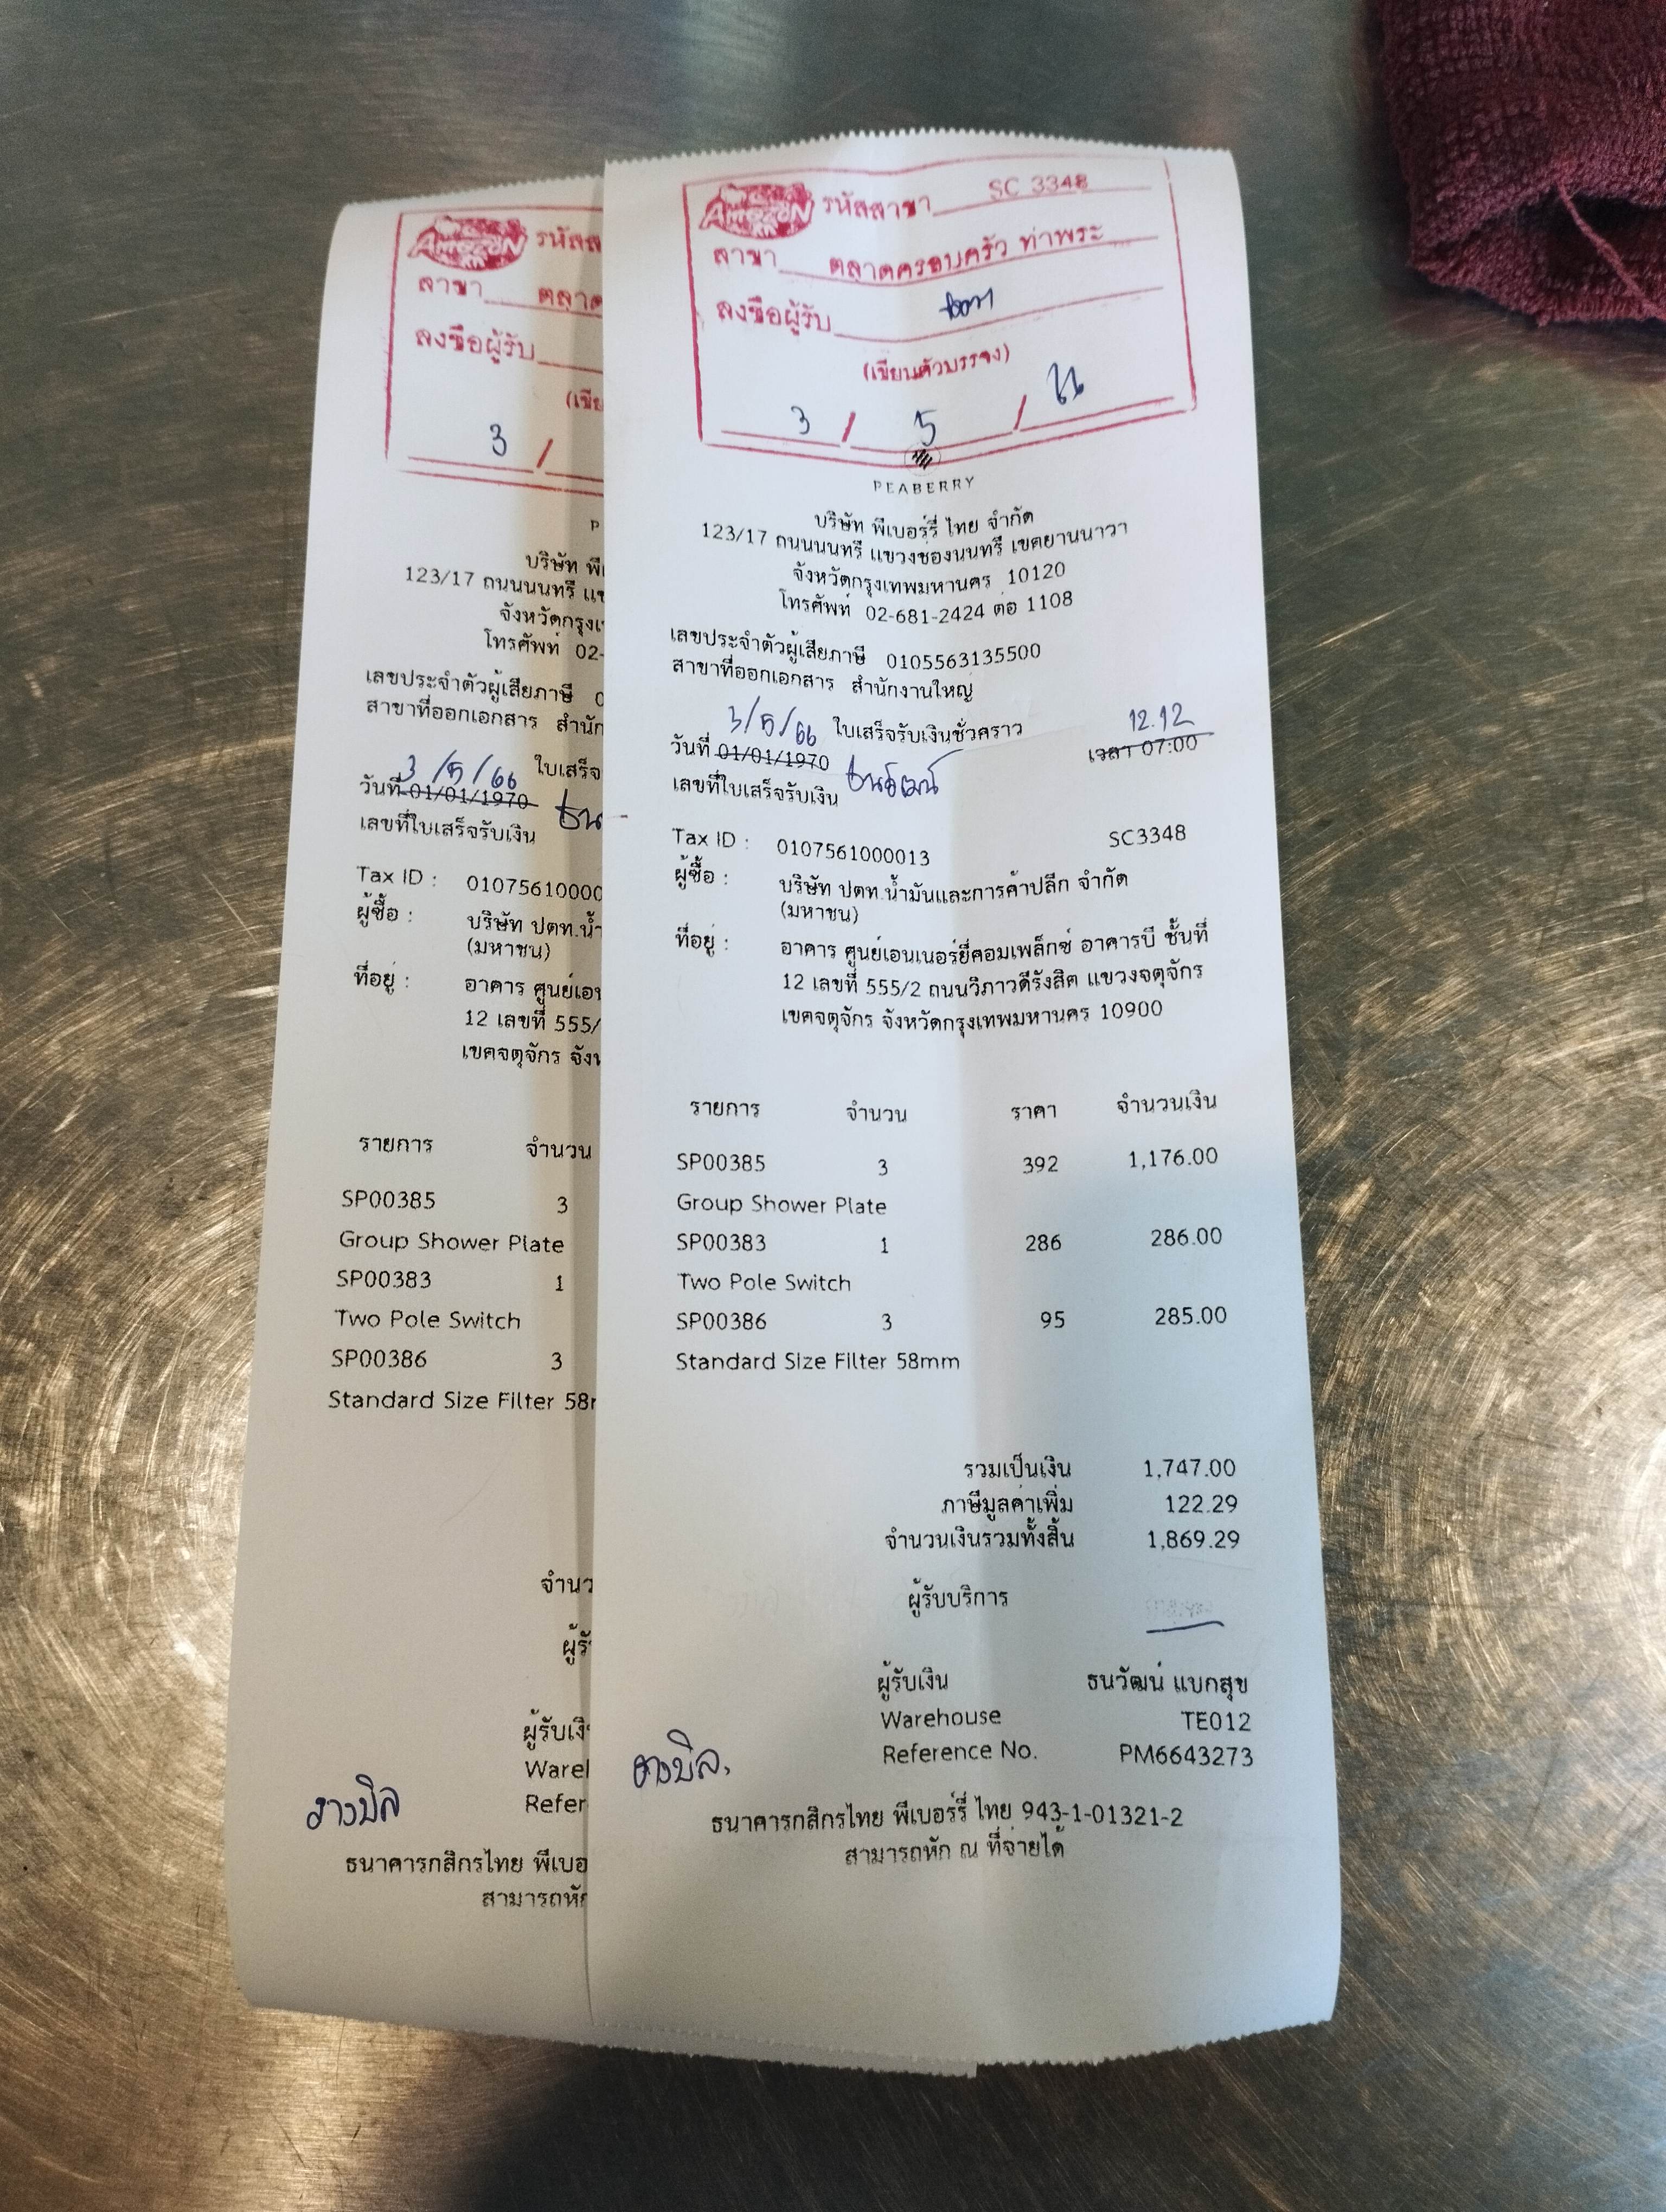 AmazoN รหัสส
สาขา ตลาด
ลงชื่อผู้รับ
(เขีย
3 /
P
บริษัท พี
123/17 ถนนนนทรี แข
จังหวัดกรุงเ
โทรศัพท์ 02-
เลขประจำตัวผู้เสียภาษี 0
สาขาที่ออกเอกสาร สำนัก
3/5/66 ใบเสร็จ
วันที่ 01/01/1970 ธน
เลขที่ใบเสร็จรับเงิน
Tax ID : 01075610000
ผู้ซื้อ : บริษัท ปตท.น้ำ
(มหาชน)
ที่อยู่ : อาคาร ศูนย์เอน
12 เลขที่ 555/
เขตจตุจักร จัง
รายการ จำนวน
SP00385 3
Group Shower Plate
SP00383 1
Two Pole Switch
SP00386 3
Standard Size Filter 58
จำนว
ผู้รั
ผู้รับเงิ
Ware
วางบิล Refer
ธนาคารกสิกรไทย พีเบอ
สามารถหั
AmazoN รหัสสาขา SC 3348
สาขา ตลาดครอบครัว ท่าพระ
ลงชื่อผู้รับ
(เขียนตัวบรรจง)
3 / 5 /
PEABERRY
บริษัท พีเบอร์รี่ ไทย จำกัด
123/17 ถนนนนทรี แขวงช่องนนทรี เขตยานนาวา
จังหวัดกรุงเทพมหานคร 10120
โทรศัพท์ 02-681-2424 ต่อ 1108
เลขประจำตัวผู้เสียภาษี 0105563135500
สาขาที่ออกเอกสาร สำนักงานใหญ่
3/5/66 ใบเสร็จรับเงินชั่วคราว 12.12
วันที่ 01/01/1970 เวลา 07:00
เลขที่ใบเสร็จรับเงิน ธนวัฒน์
Tax ID : 0107561000013 SC3348
ผู้ซื้อ : บริษัท ปตท.น้ำมันและการค้าปลีก จำกัด
(มหาชน)
ที่อยู่ : อาคาร ศูนย์เอนเนอร์ยี่คอมเพล็กซ์ อาคารบี ชั้นที่
12 เลขที่ 555/2 ถนนวิภาวดีรังสิต แขวงจตุจักร
เขตจตุจักร จังหวัดกรุงเทพมหานคร 10900
รายการ จำนวน ราคา จำนวนเงิน
SP00385 3 392 1,176.00
Group Shower Plate
SP00383 1 286 286.00
Two Pole Switch
SP00386 3 95 285.00
Standard Size Filter 58mm
รวมเป็นเงิน 1,747.00
ภาษีมูลค่าเพิ่ม 122.29
จำนวนเงินรวมทั้งสิ้น 1,869.29
ผู้รับบริการ
ผู้รับเงิน ธนวัฒน์ แบกสุข
Warehouse TE012
วางบิล. Reference No. PM6643273
ธนาคารกสิกรไทย พีเบอร์รี่ ไทย 943-1-01321-2
สามารถหัก ณ ที่จ่ายได้